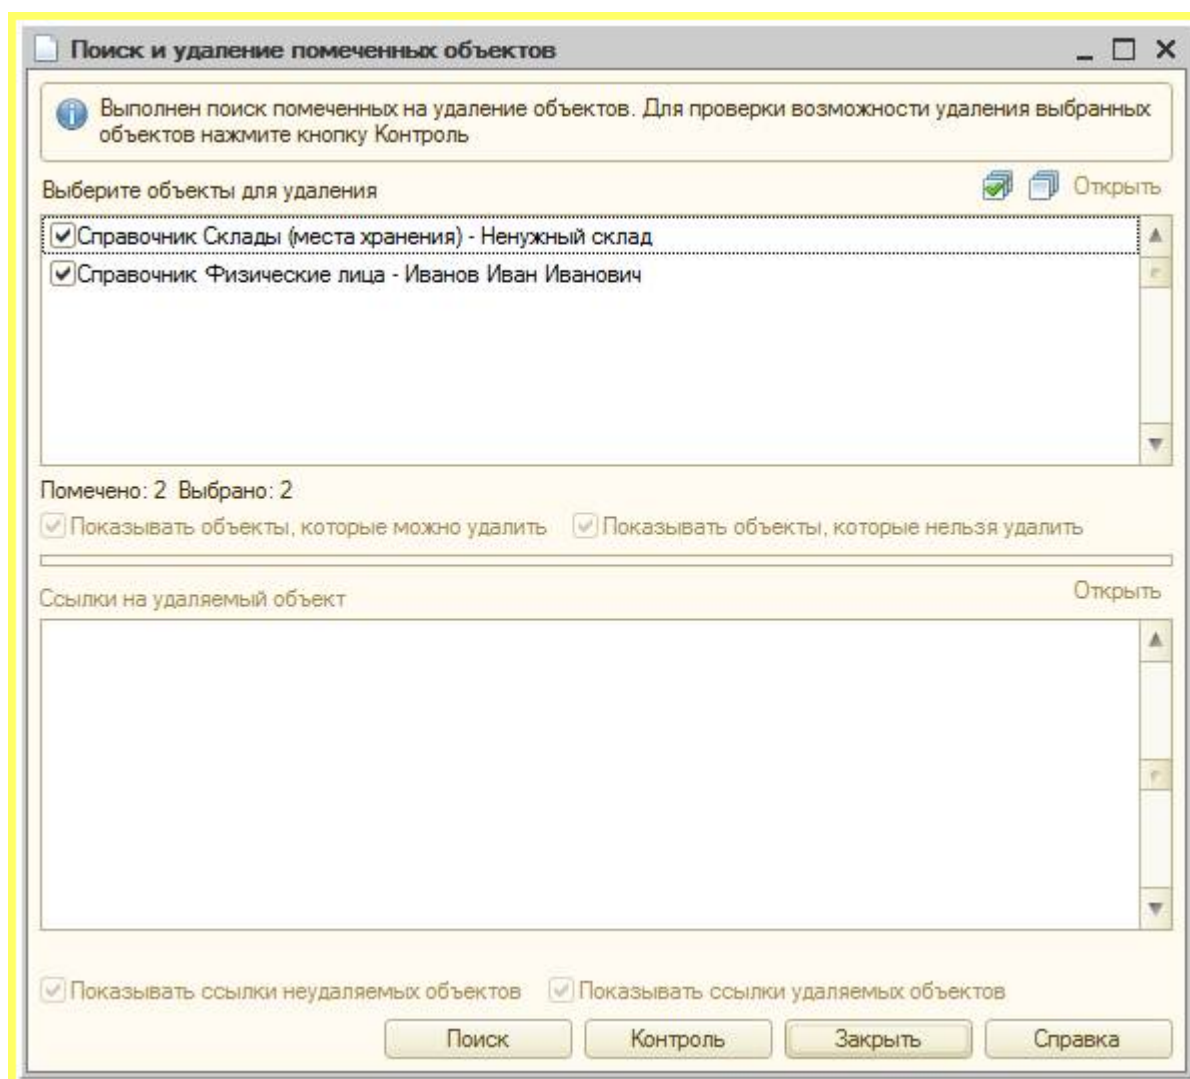 Поиск и удаление помеченных объектов
Выполнен поиск помеченных на удаление объектов. Для проверки возможности удаления выбранных
объектов нажмите кнопку Контроль
Выберите объекты для удаления
Открыть
Справочник Склады (места хранения) - Ненужный склад
Справочник Физические лица - Иванов Иван Иванович
Помечено: 2 Выбрано: 2
Показывать объекты, которые можно удалить Показывать объекты, которые нельзя удалить
Ссылки на удаляемый объект
Открыть
Показывать ссылки неудаляемых объектов Показывать ссылки удаляемых объектов
Поиск Контроль Закрыть Справка